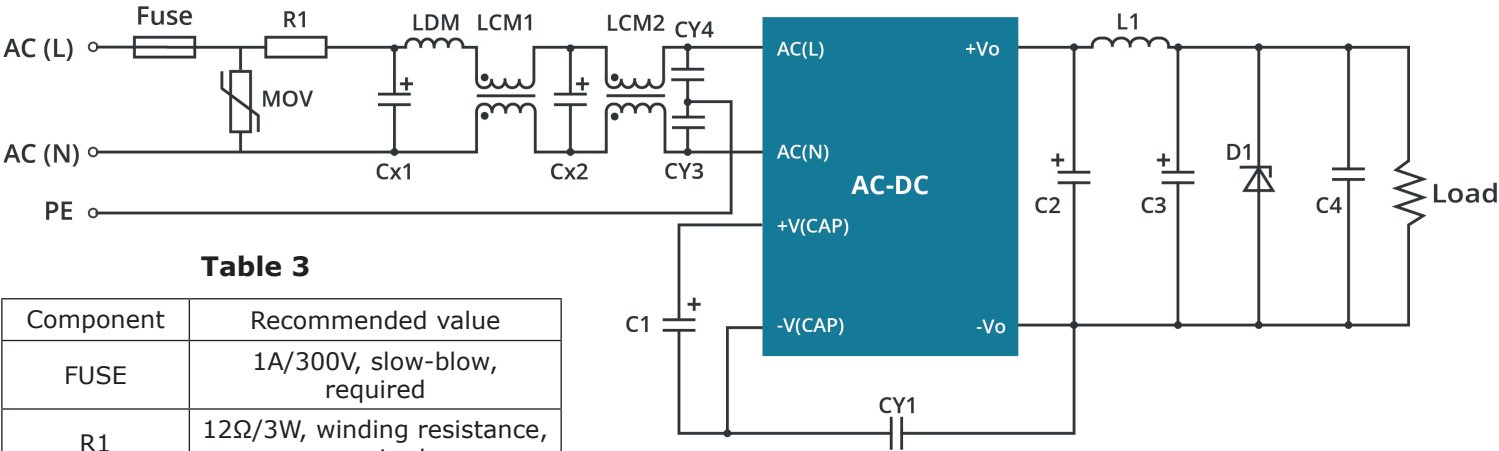 Fuse
R1
LDM
LCM1
LCM2
CY4
AC (L)
MOV
+
+
AC (N)
Cx1
Cx2
CY3
PE
AC(L)
+Vo
AC(N)
AC-DC
+V(CAP)
-V(CAP)
-Vo
L1
+
C2
+
C3
D1
C4
Load
C1
+
CY1
Table 3
Component Recommended value
FUSE 1A/300V, slow-blow,
required
R1 12Ω/3W, winding resistance,